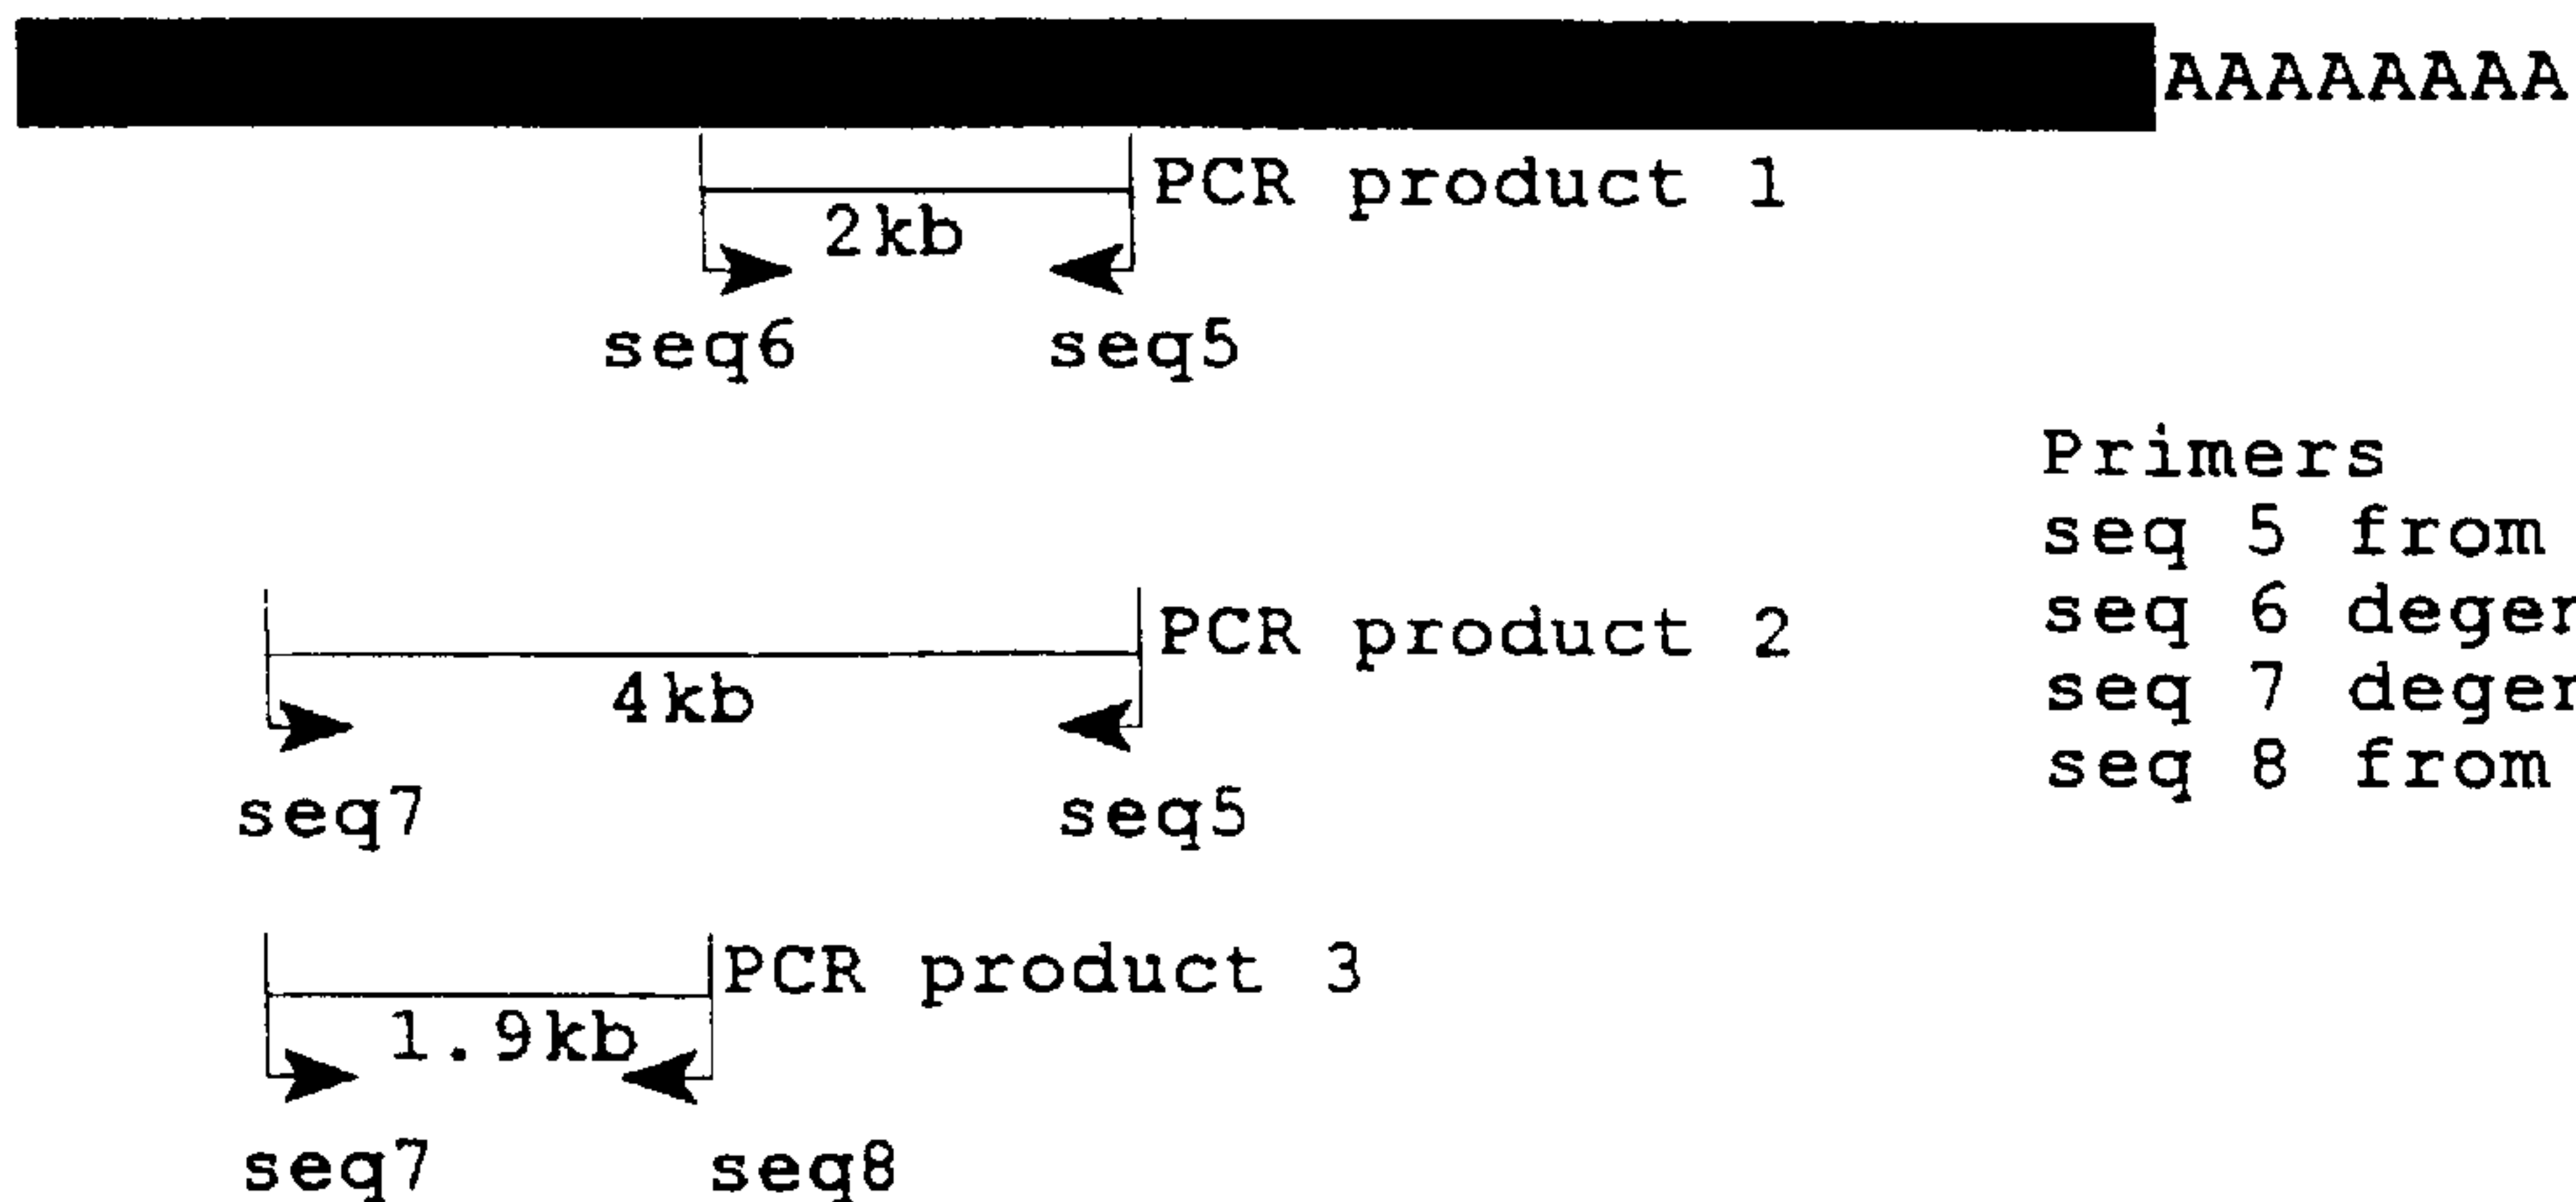 AAAAAAAA
PCR product 1
2kb
seq6 seq5
Primers
seq 5 from
seq 6 degen
seq 7 degen
seq 8 from
PCR product 2
4kb
seq7 seq5
PCR product 3
1.9kb
seq7 seq8